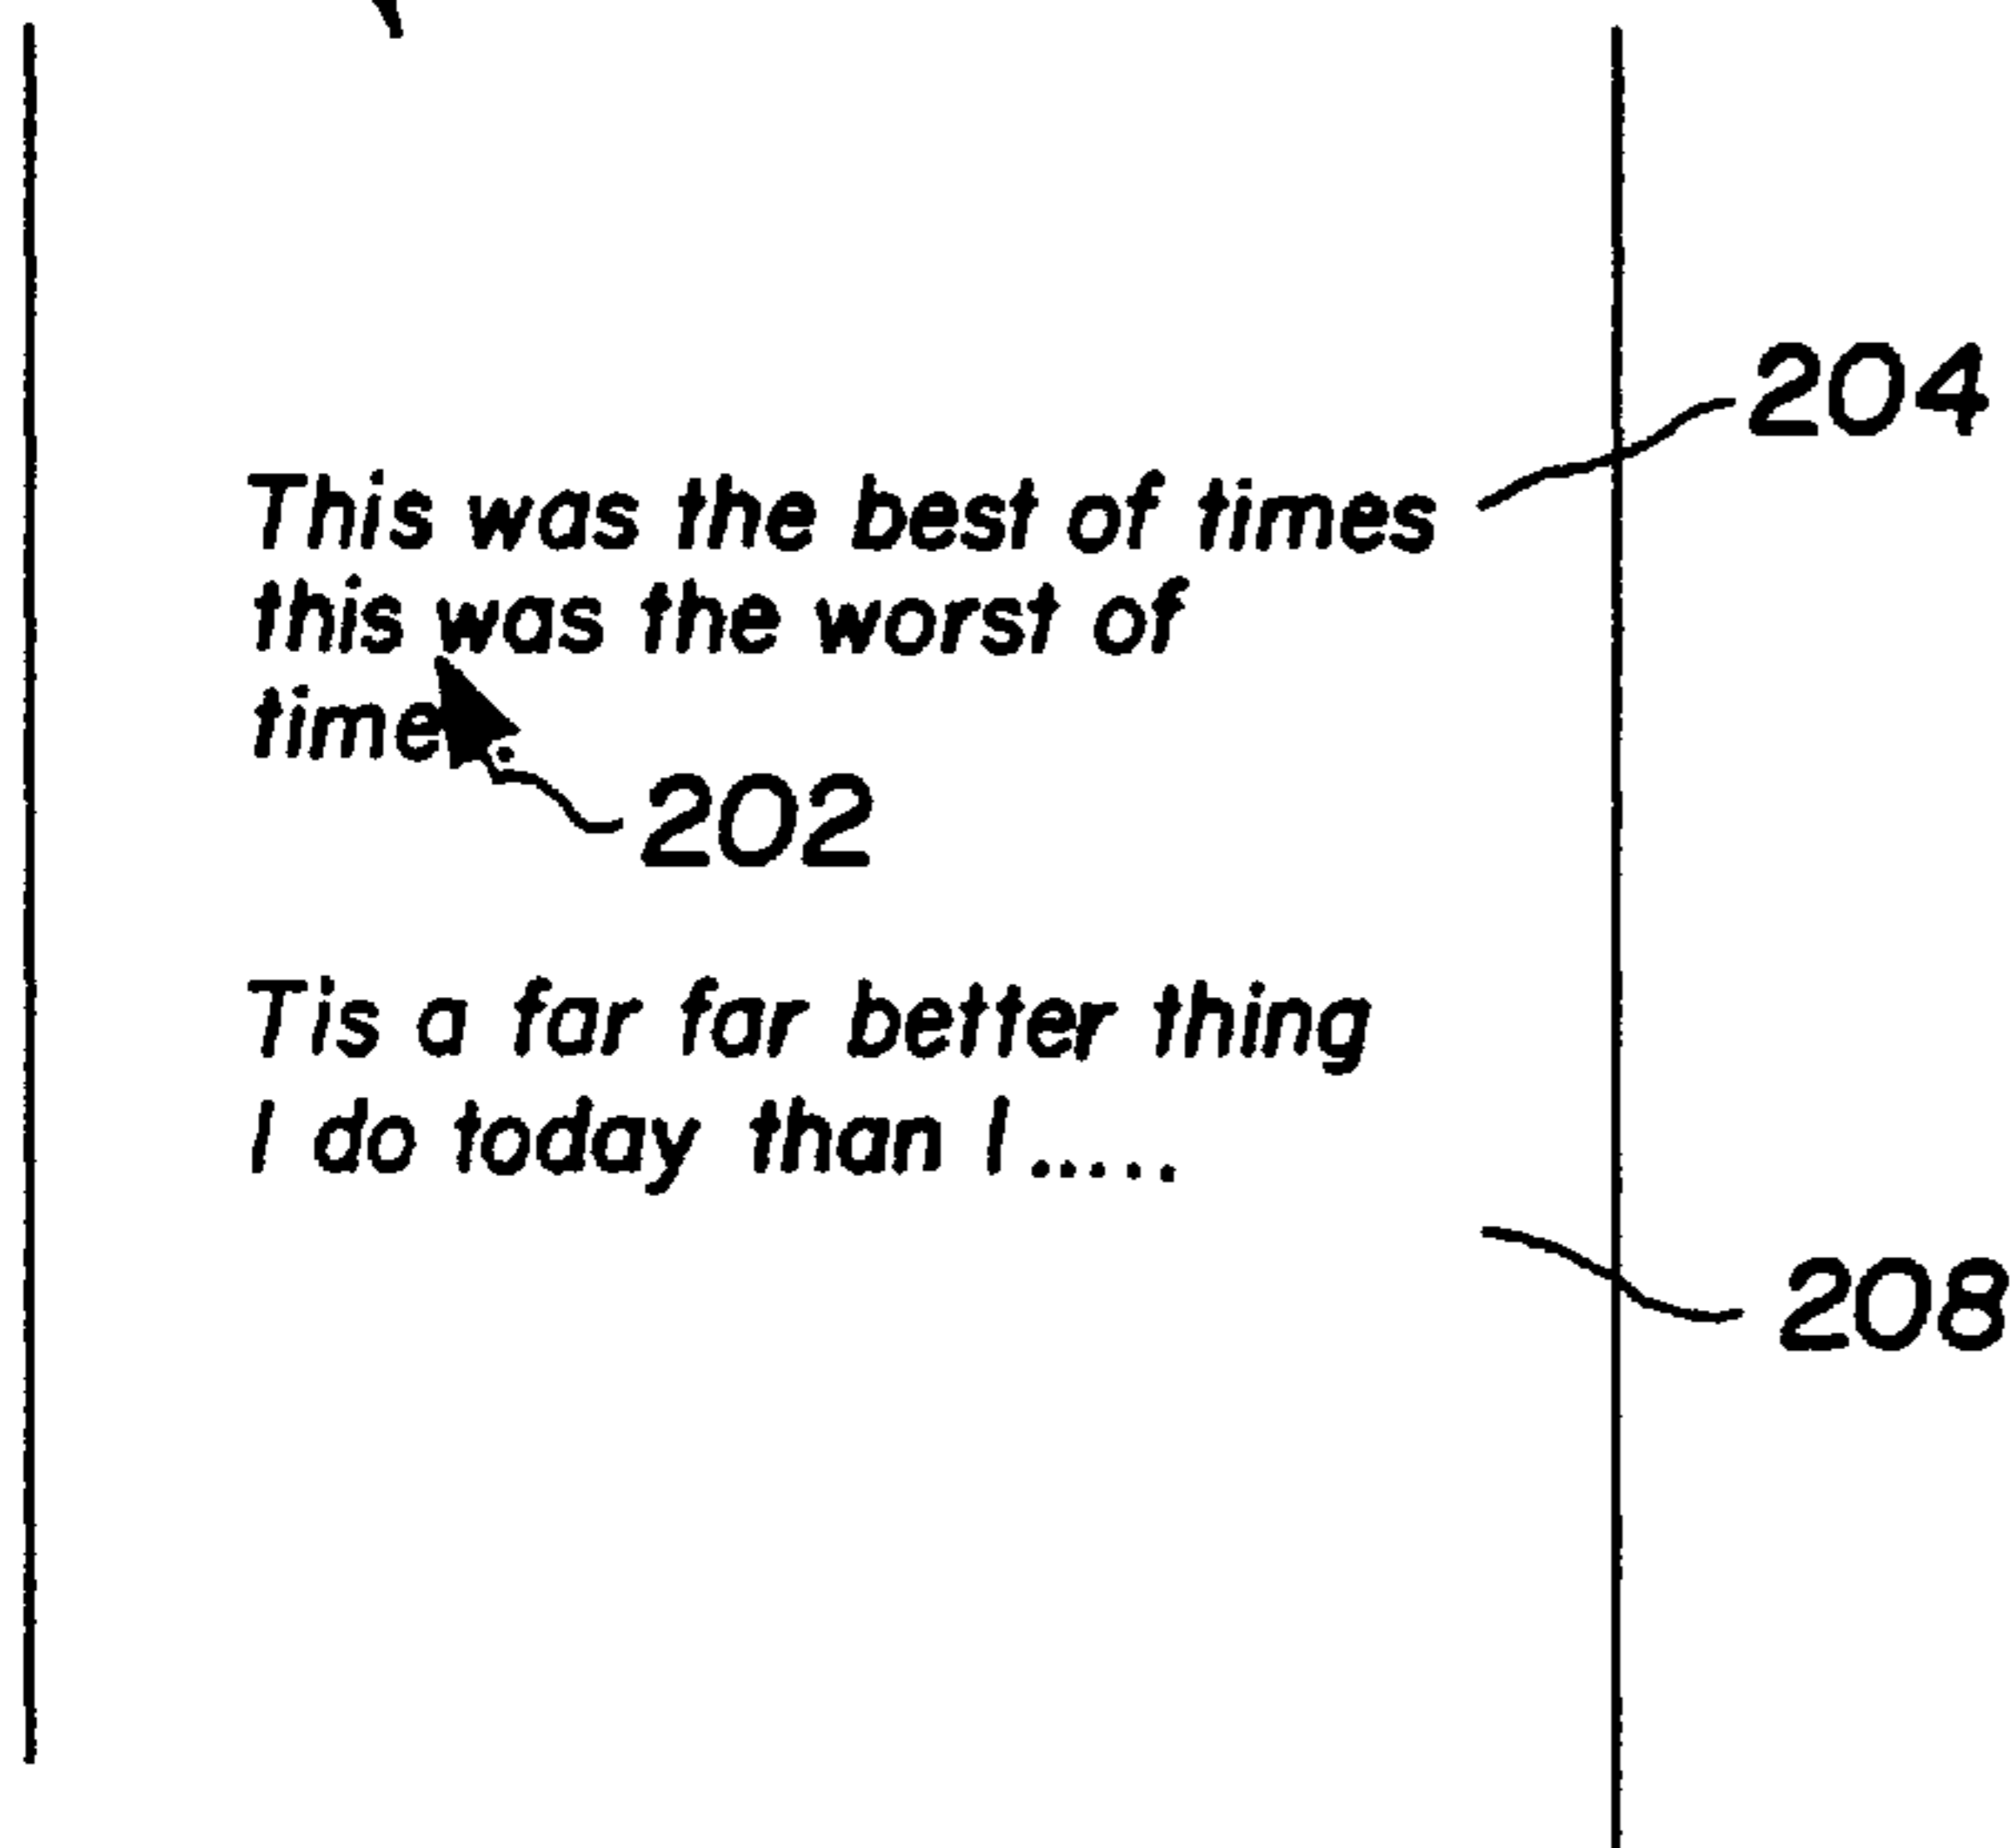 204
This was the best of times
this was the worst of
time
202
Tis a far far better thing
I do today than I.....
208